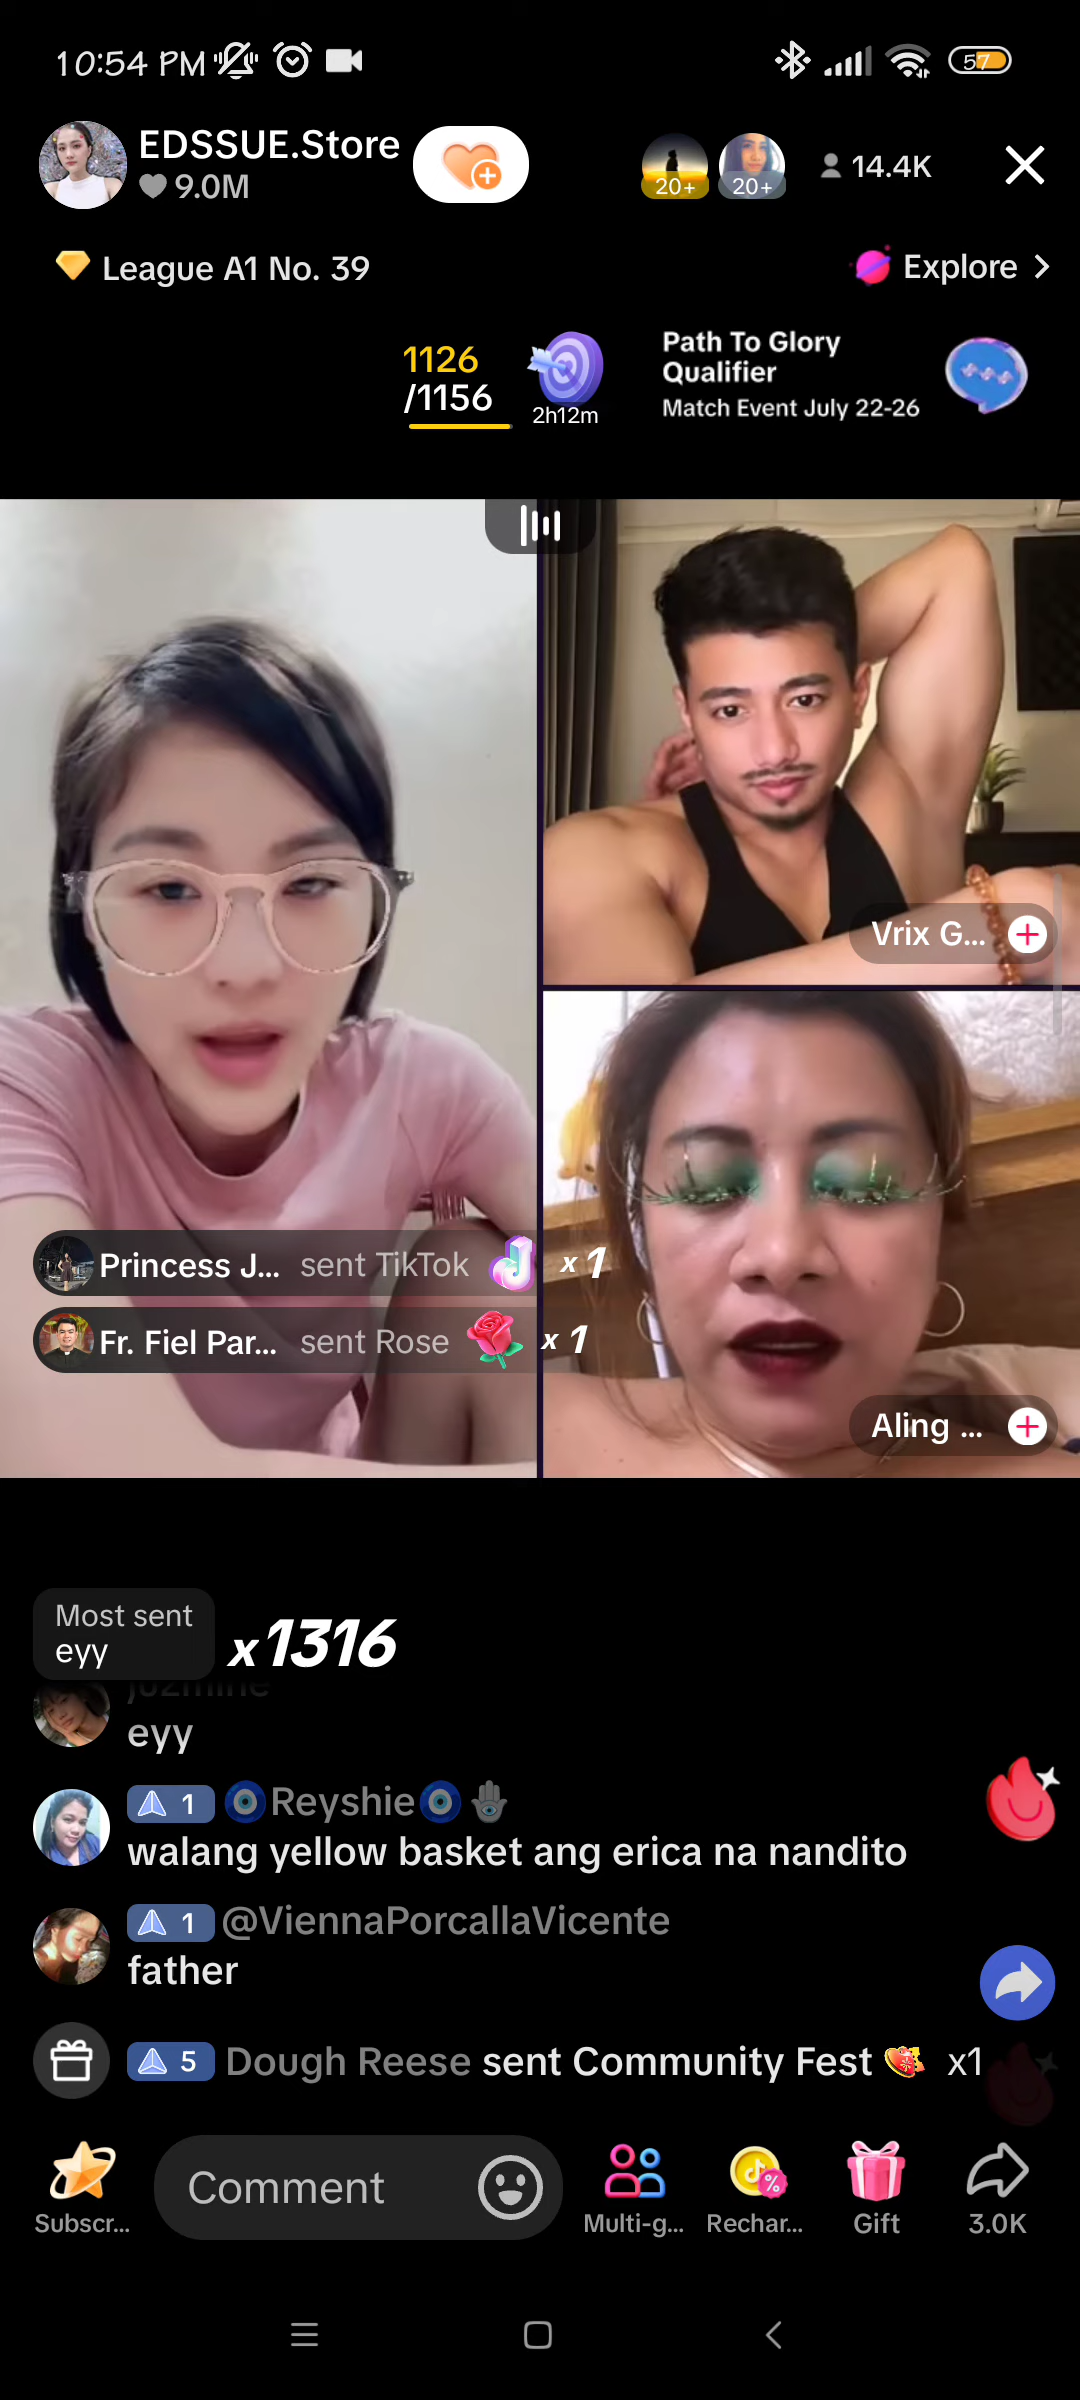 10:54 PM
57
EDSSUE.Store
9.0M
20+
20+
14.4K
League A1 No. 39
Explore
1126
/1156
2h12m
Path To Glory
Qualifier
Match Event July 22-26
Vrix G...
Princess J... sent TikTok x1
Fr. Fiel Par... sent Rose x1
Aling ...
Most sent
eyy
x1316
eyy
1 Reyshie
walang yellow basket ang erica na nandito
1 @ViennaPorcallaVicente
father
5 Dough Reese sent Community Fest x1
Subscr...
Comment
Multi-g...
Rechar...
Gift
3.0K